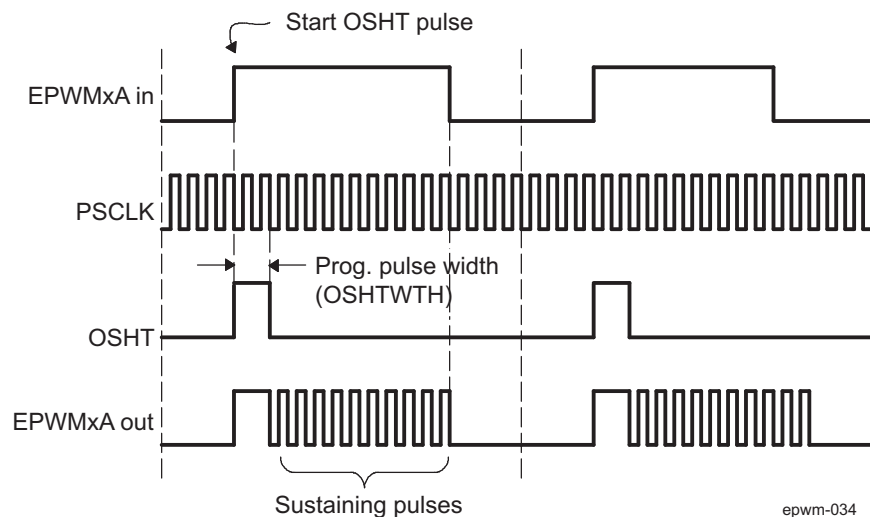 Start OSHT pulse
EPWMxA in
PSCLK
Prog. pulse width
(OSHTWTH)
OSHT
EPWMxA out
Sustaining pulses
epwm-034